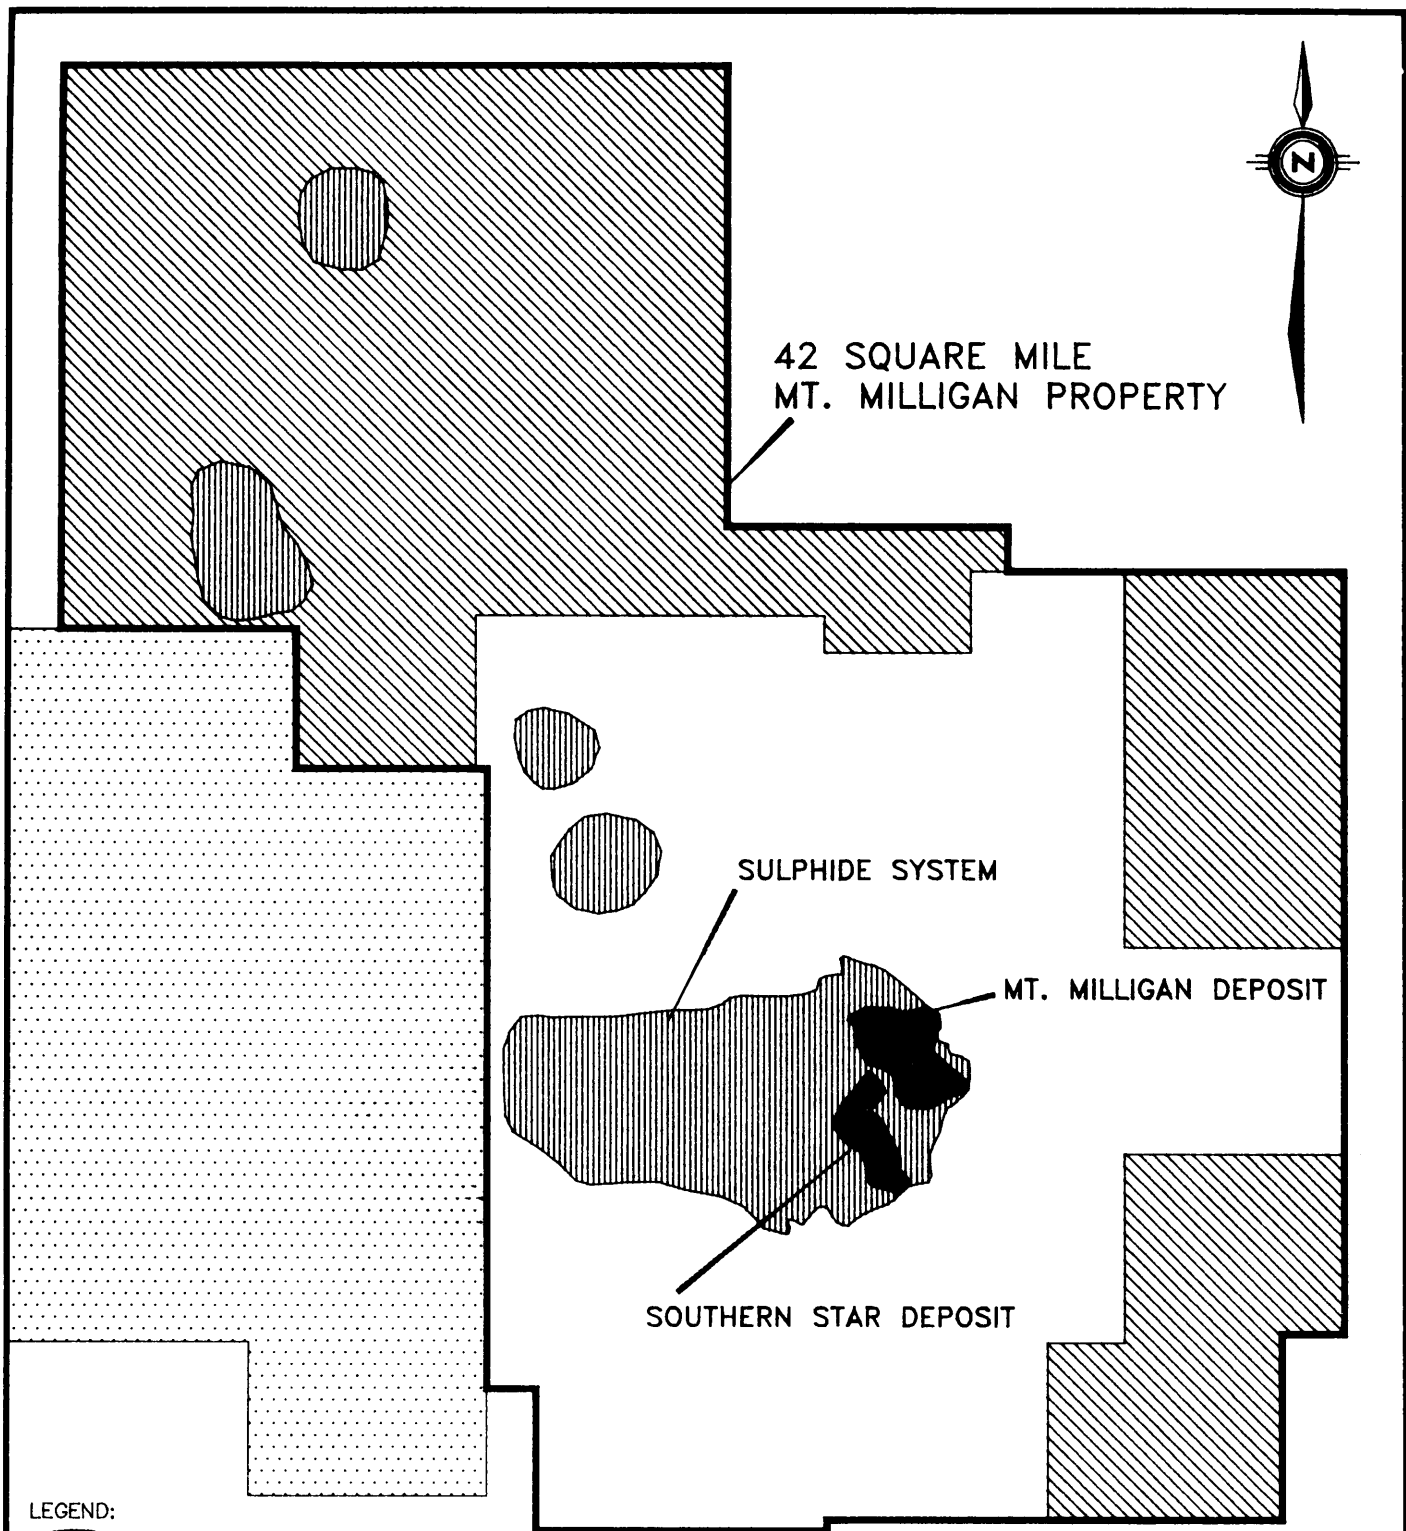 N
42 SQUARE MILE
MT. MILLIGAN PROPERTY
SULPHIDE SYSTEM
MT. MILLIGAN DEPOSIT
SOUTHERN STAR DEPOSIT
LEGEND: